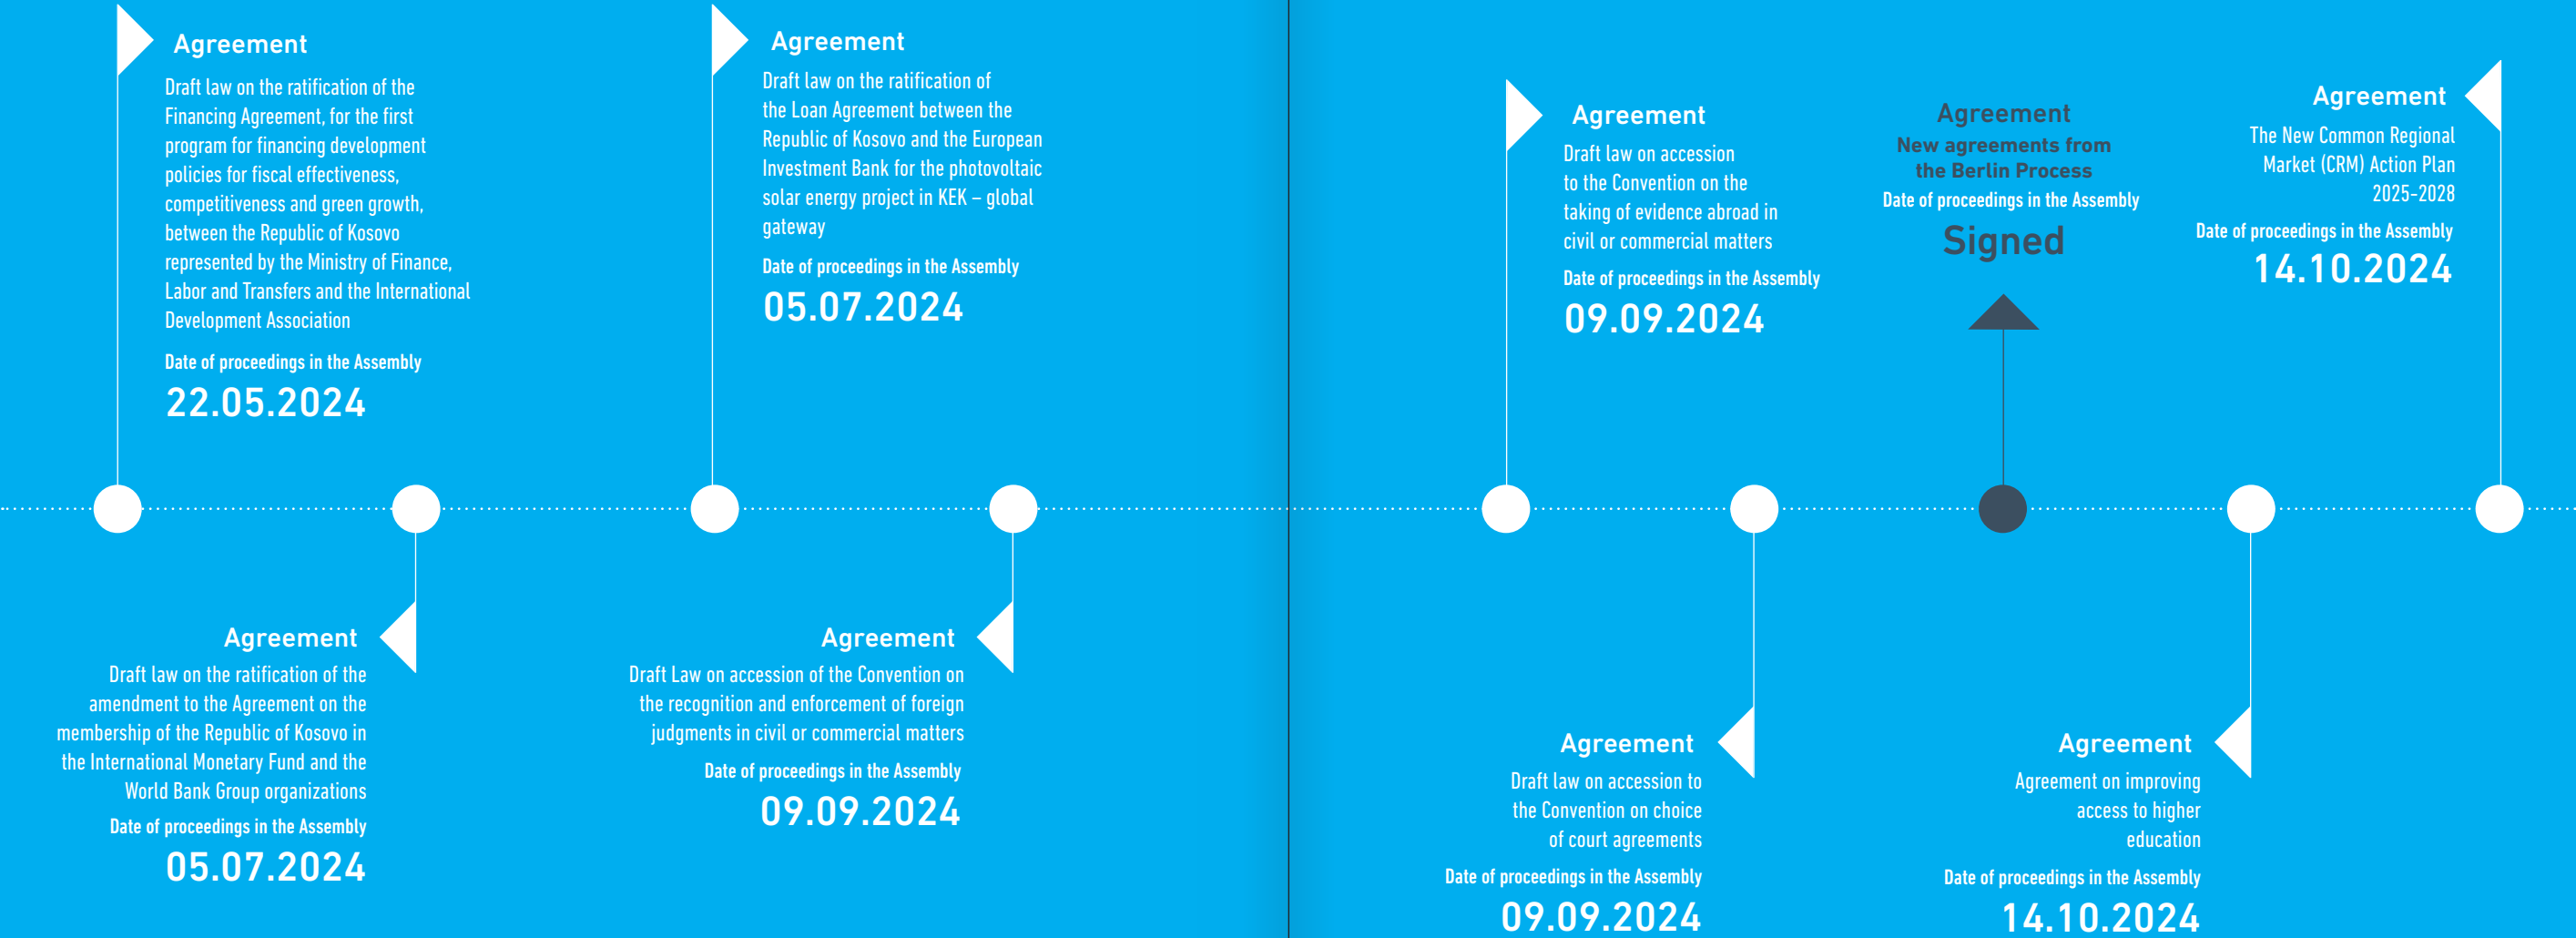 Agreement
Draft law on the ratification of the
Financing Agreement, for the first
program for financing development
policies for fiscal effectiveness,
competitiveness and green growth,
between the Republic of Kosovo
represented by the Ministry of Finance,
Labor and Transfers and the International
Development Association
Date of proceedings in the Assembly
22.05.2024
Agreement
Draft law on the ratification of the
amendment to the Agreement on the
membership of the Republic of Kosovo in
the International Monetary Fund and the
World Bank Group organizations
Date of proceedings in the Assembly
05.07.2024
Agreement
Draft law on the ratification of
the Loan Agreement between the
Republic of Kosovo and the European
Investment Bank for the photovoltaic
solar energy project in KEK – global
gateway
Date of proceedings in the Assembly
05.07.2024
Agreement
Draft Law on accession of the Convention on
the recognition and enforcement of foreign
judgments in civil or commercial matters
Date of proceedings in the Assembly
09.09.2024
Agreement
Draft law on accession
to the Convention on the
taking of evidence abroad in
civil or commercial matters
Date of proceedings in the Assembly
09.09.2024
Agreement
Draft law on accession to
the Convention on choice
of court agreements
Date of proceedings in the Assembly
09.09.2024
Agreement
New agreements from
the Berlin Process
Date of proceedings in the Assembly
Signed
Agreement
Agreement on improving
access to higher
education
Date of proceedings in the Assembly
14.10.2024
Agreement
The New Common Regional
Market (CRM) Action Plan
2025-2028
Date of proceedings in the Assembly
14.10.2024